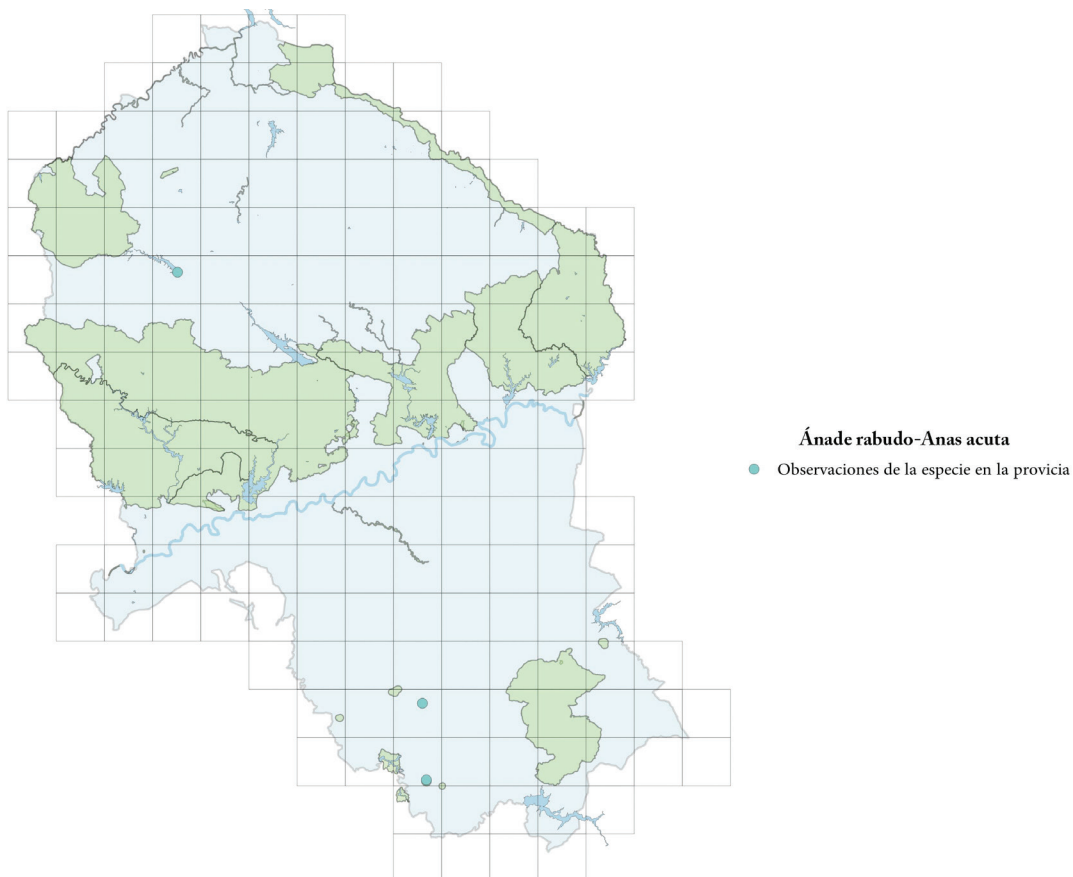 Ánade rabudo-Anas acuta
Observaciones de la especie en la provicia